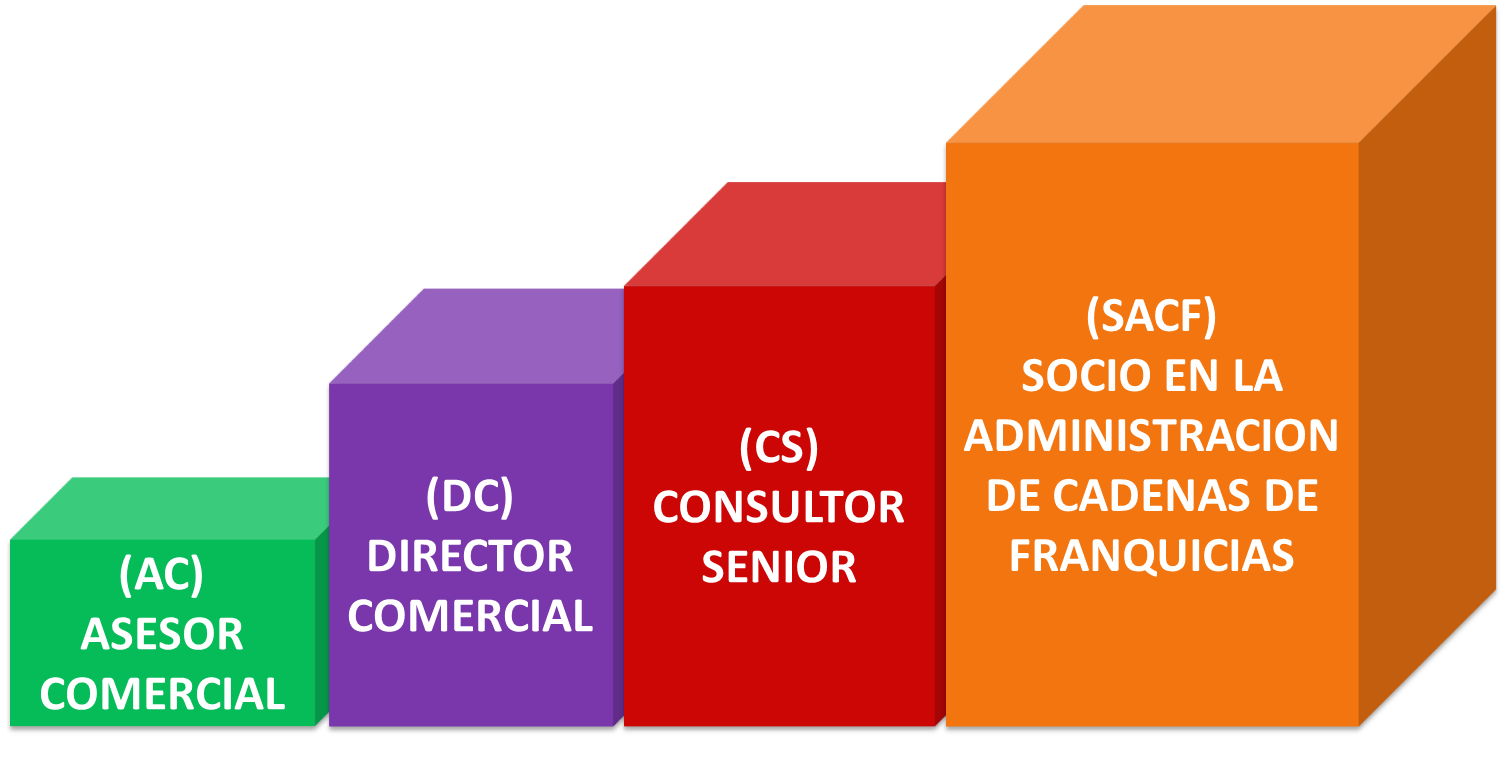 (AC)
ASESOR
COMERCIAL
(DC)
DIRECTOR
COMERCIAL
(CS)
CONSULTOR
SENIOR
(SACF)
SOCIO EN LA
ADMINISTRACION
DE CADENAS DE
FRANQUICIAS